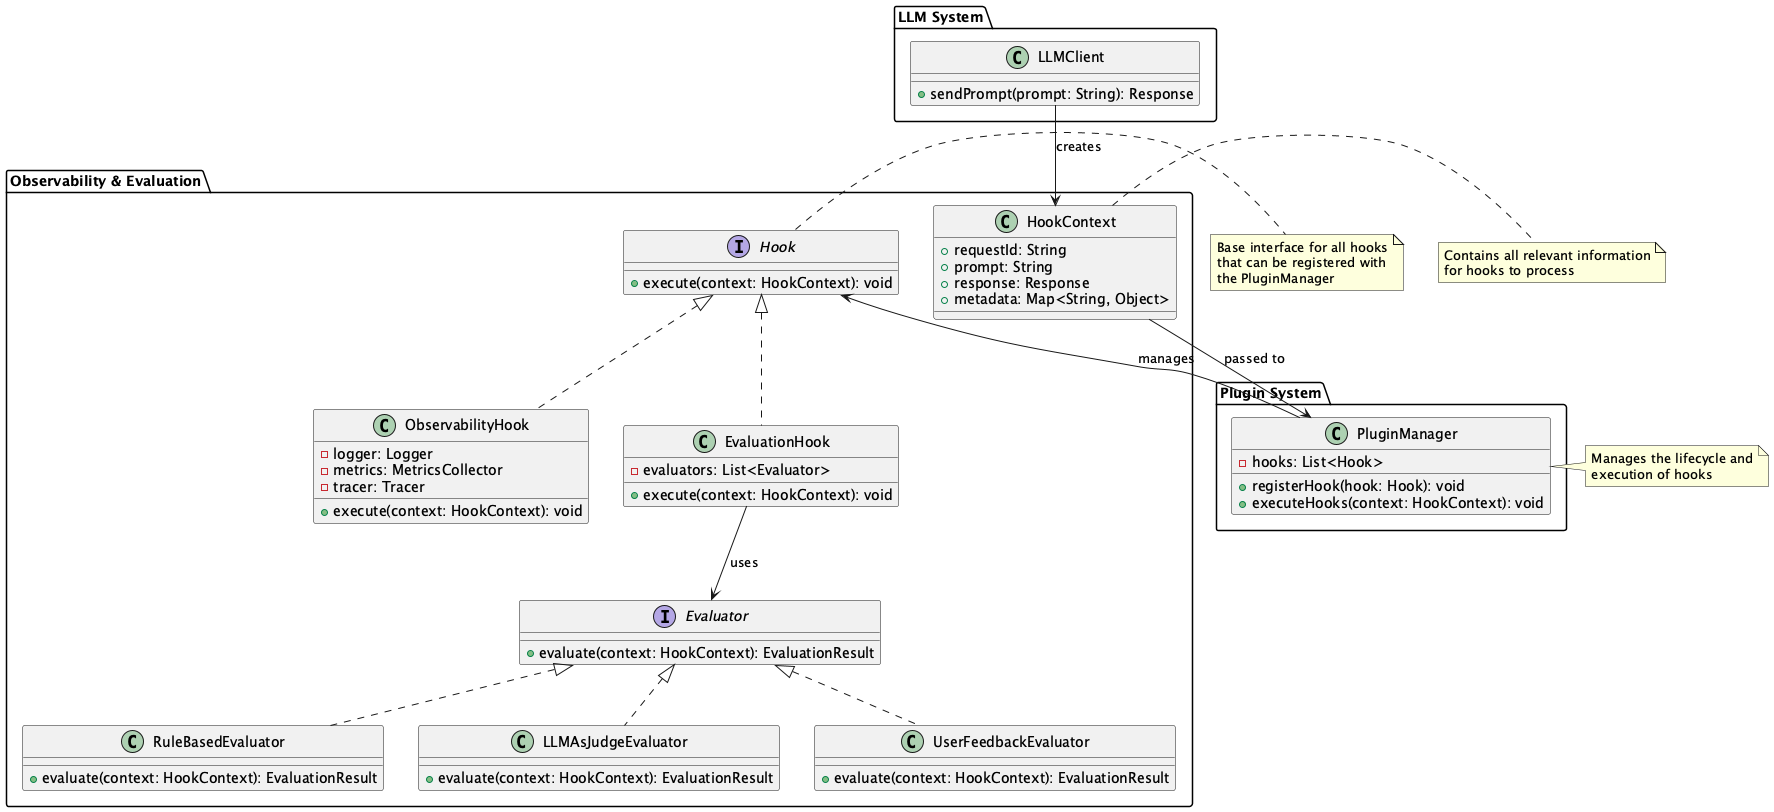 LLM System
C LLMClient
sendPrompt(prompt: String): Response
creates
Observability & Evaluation
I Hook
execute(context: HookContext): void
C HookContext
requestId: String
prompt: String
response: Response
metadata: Map<String, Object>
Base interface for all hooks
that can be registered with
the PluginManager
Contains all relevant information
for hooks to process
manages
passed to
Plugin System
C PluginManager
hooks: List<Hook>
registerHook(hook: Hook): void
executeHooks(context: HookContext): void
Manages the lifecycle and
execution of hooks
C ObservabilityHook
logger: Logger
metrics: MetricsCollector
tracer: Tracer
execute(context: HookContext): void
C EvaluationHook
evaluators: List<Evaluator>
execute(context: HookContext): void
uses
I Evaluator
evaluate(context: HookContext): EvaluationResult
C RuleBasedEvaluator
evaluate(context: HookContext): EvaluationResult
C LLMAsJudgeEvaluator
evaluate(context: HookContext): EvaluationResult
C UserFeedbackEvaluator
evaluate(context: HookContext): EvaluationResult